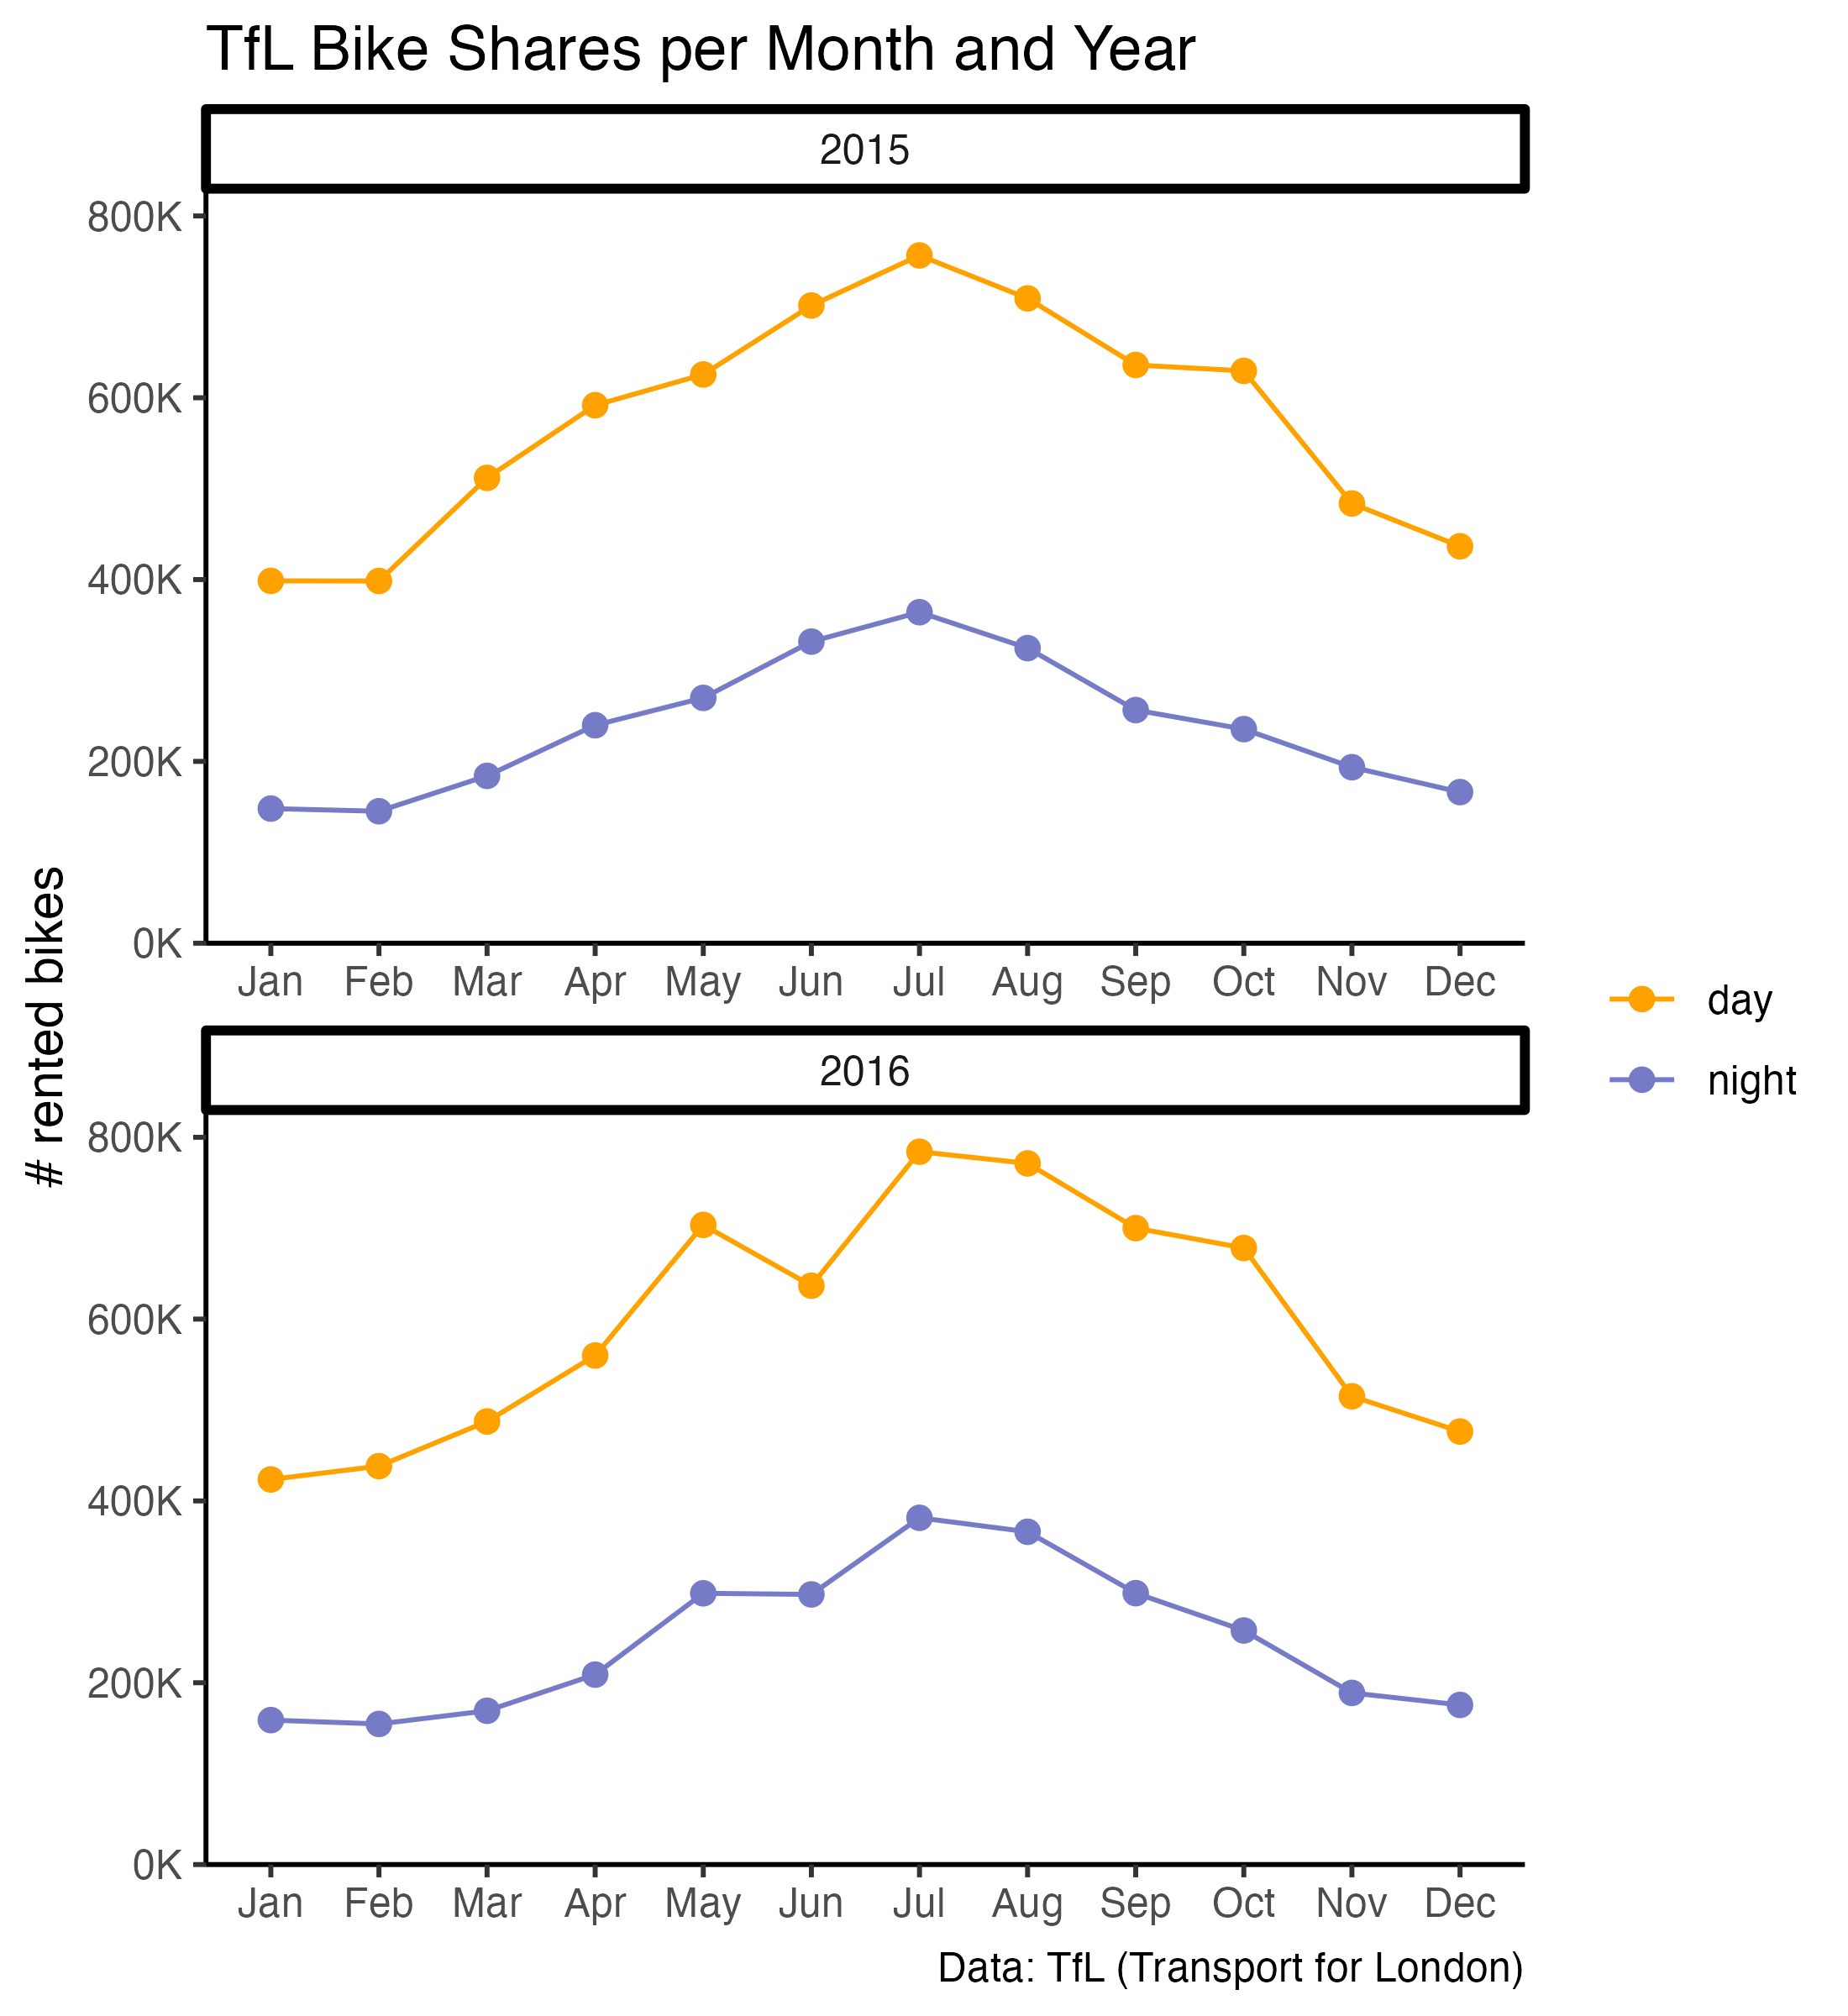 TfL Bike Shares per Month and Year
2015
800K
600K
400K
200K
0K
Jan Feb Mar Apr May Jun Jul Aug Sep Oct Nov Dec
# rented bikes
day
night
2016
800K
600K
400K
200K
0K
Jan Feb Mar Apr May Jun Jul Aug Sep Oct Nov Dec
Data: TfL (Transport for London)